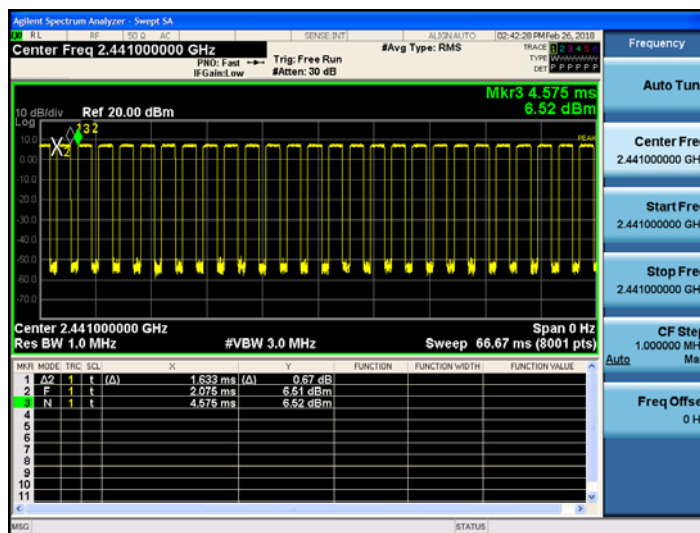 Agilent Spectrum Analyzer - Swept SA
RL RF 50 Ω AC SENSE:INT ALIGN AUTO 02:42:28 PM Feb 26, 2018
Center Freq 2.441000000 GHz
#Avg Type: RMS
TRACE 1 2 3 4 5 6
PNO: Fast Trig: Free Run
TYPE
IFGain:Low #Atten: 30 dB
DET P P P P P P
Mkr3 4.575 ms
6.52 dBm
10 dB/div Ref 20.00 dBm
Log
10.0
0.00
-10.0
-20.0
-30.0
-40.0
-50.0
-60.0
-70.0
132
X2
PEAK
Center 2.441000000 GHz Span 0 Hz
Res BW 1.0 MHz #VBW 3.0 MHz Sweep 66.67 ms (8001 pts)
MKR MODE TRC SCL X Y FUNCTION FUNCTION WIDTH FUNCTION VALUE
1 Δ2 1 t (Δ) 1.633 ms (Δ) 0.67 dB
2 F 1 t 2.075 ms 6.51 dBm
3 N 1 t 4.575 ms 6.52 dBm
4
5
6
7
8
9
10
11
MSG STATUS
Frequency
Auto Tun
Center Fre
2.441000000 GH
Start Fre
2.441000000 GH
Stop Fre
2.441000000 GH
CF Step
1.000000 MH
Auto Ma
Freq Offse
0 H